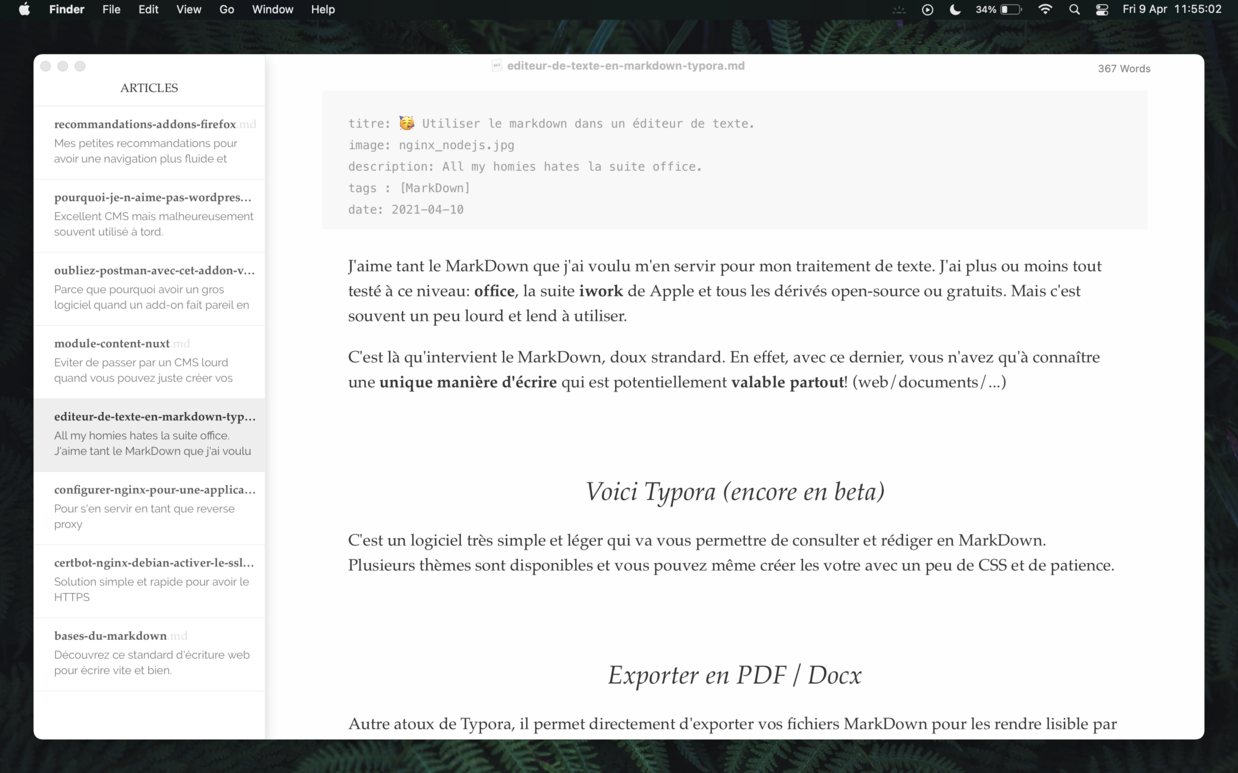 Finder File Edit View Go Window Help 34% Fri 9 Apr 11:55:02
editeur-de-texte-en-markdown-typora.md
367 Words
ARTICLES
recommandations-addons-firefox.md
Mes petites recommandations pour
avoir une navigation plus fluide et
pourquoi-je-n-aime-pas-wordpres...
Excellent CMS mais malheureusement
souvent utilisé à tord.
oubliez-postman-avec-cet-addon-v...
Parce que pourquoi avoir un gros
logiciel quand un add-on fait pareil en
module-content-nuxt.md
Eviter de passer par un CMS lourd
quand vous pouvez juste créer vos
editeur-de-texte-en-markdown-typ...
All my homies hates la suite office.
J'aime tant le MarkDown que j'ai voulu
configurer-nginx-pour-une-applica...
Pour s'en servir en tant que reverse
proxy
certbot-nginx-debian-activer-le-ssl...
Solution simple et rapide pour avoir le
HTTPS
bases-du-markdown.md
Découvrez ce standard d'écriture web
pour écrire vite et bien.
titre: 🥳 Utiliser le markdown dans un éditeur de texte.
image: nginx_nodejs.jpg
description: All my homies hates la suite office.
tags : [MarkDown]
date: 2021-04-10
J'aime tant le MarkDown que j'ai voulu m'en servir pour mon traitement de texte. J'ai plus ou moins tout
testé à ce niveau: office, la suite iwork de Apple et tous les dérivés open-source ou gratuits. Mais c'est
souvent un peu lourd et lend à utiliser.
C'est là qu'intervient le MarkDown, doux strandard. En effet, avec ce dernier, vous n'avez qu'à connaître
une unique manière d'écrire qui est potentiellement valable partout! (web/documents/...)
Voici Typora (encore en beta)
C'est un logiciel très simple et léger qui va vous permettre de consulter et rédiger en MarkDown.
Plusieurs thèmes sont disponibles et vous pouvez même créer les votre avec un peu de CSS et de patience.
Exporter en PDF / Docx
Autre atoux de Typora, il permet directement d'exporter vos fichiers MarkDown pour les rendre lisible par